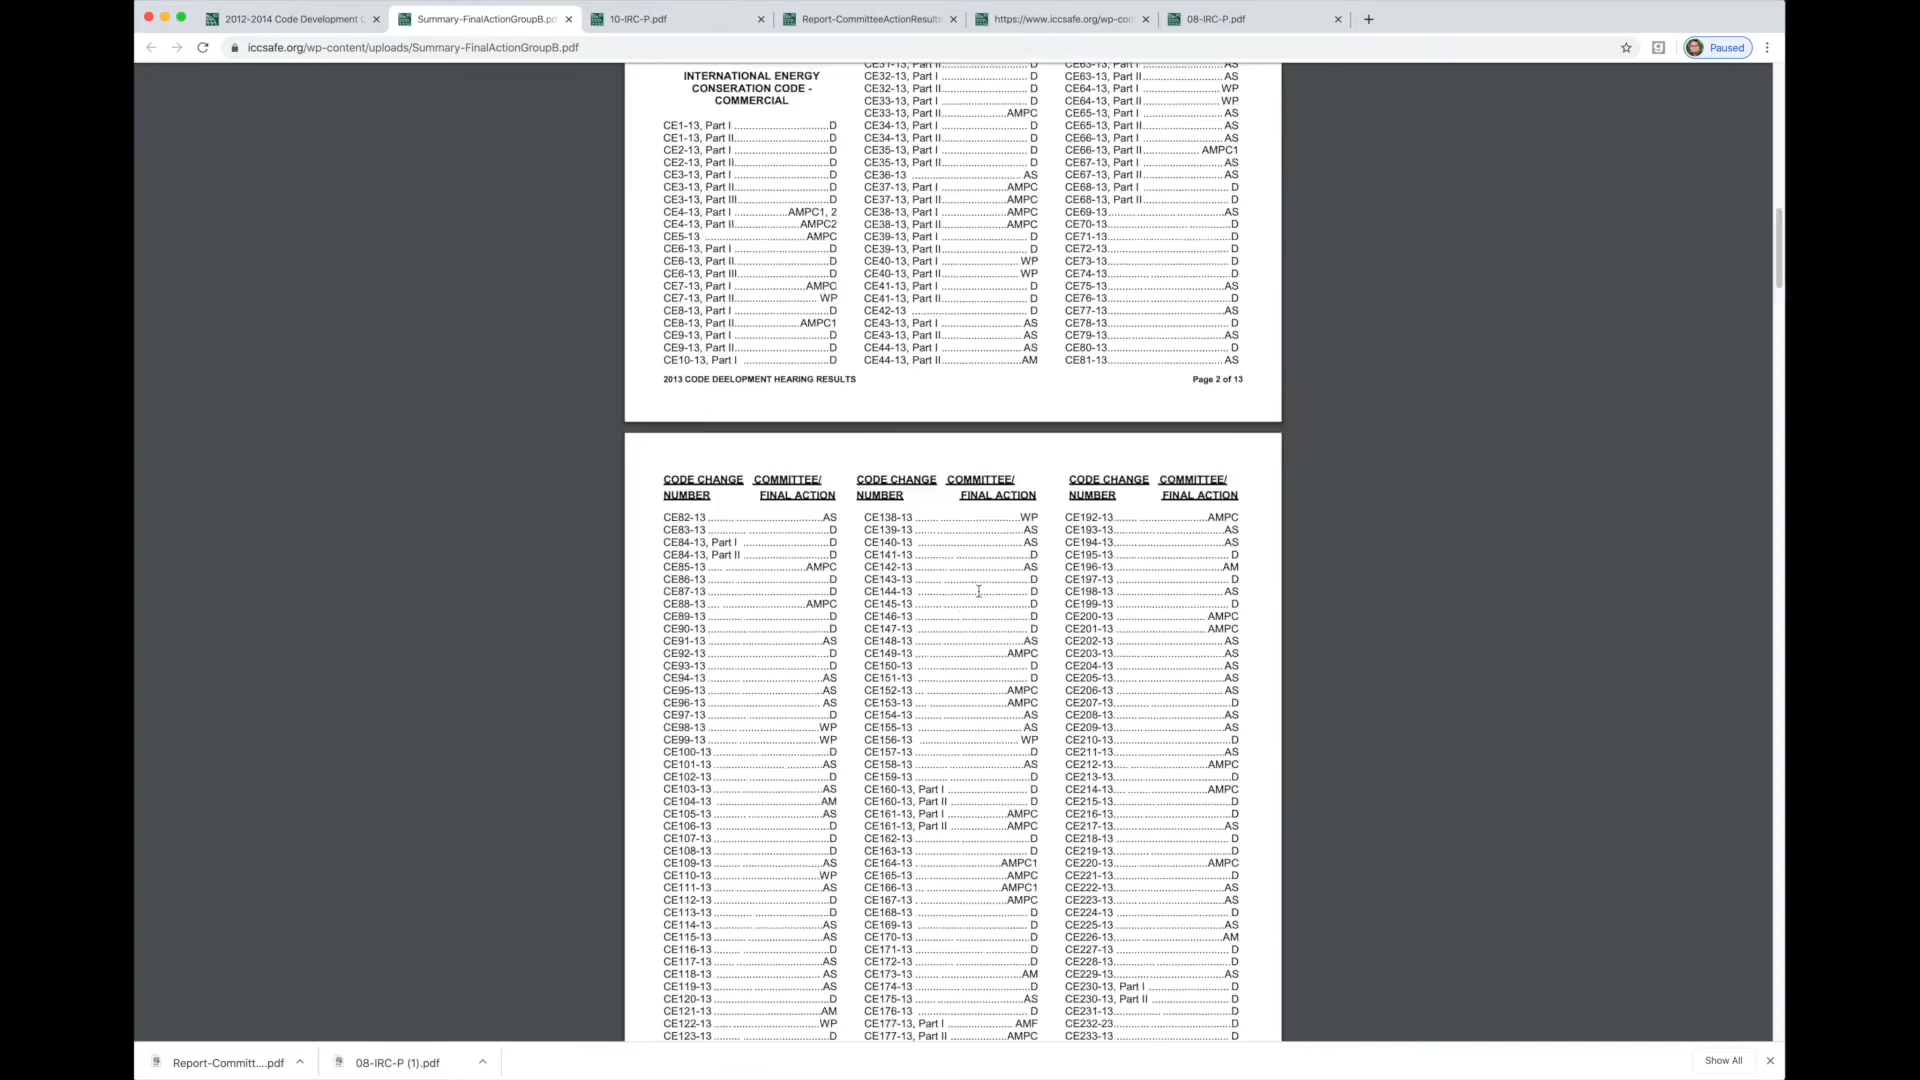 2012-2014 Code Development C
Summary-FinalActionGroupB.pd
10-IRC-P.pdf
Report-CommitteeActionResults
https://www.iccsafe.org/wp-con
08-IRC-P.pdf
iccsafe.org/wp-content/uploads/Summary-FinalActionGroupB.pdf
Paused
INTERNATIONAL ENERGY
CONSERATION CODE -
COMMERCIAL
CE1-13, Part I D
CE1-13, Part II D
CE2-13, Part I D
CE2-13, Part II D
CE3-13, Part I D
CE3-13, Part II D
CE3-13, Part III D
CE4-13, Part I AMPC1, 2
CE4-13, Part II AMPC2
CE5-13 AMPC
CE6-13, Part I D
CE6-13, Part II D
CE6-13, Part III D
CE7-13, Part I AMPC
CE7-13, Part II WP
CE8-13, Part I D
CE8-13, Part II AMPC1
CE9-13, Part I D
CE9-13, Part II D
CE10-13, Part I D
CE31-13, Part II D
CE32-13, Part I D
CE32-13, Part II D
CE33-13, Part I D
CE33-13, Part II AMPC
CE34-13, Part I D
CE34-13, Part II D
CE35-13, Part I D
CE35-13, Part II D
CE36-13 AS
CE37-13, Part I AMPC
CE37-13, Part II AMPC
CE38-13, Part I AMPC
CE38-13, Part II AMPC
CE39-13, Part I D
CE39-13, Part II D
CE40-13, Part I WP
CE40-13, Part II WP
CE41-13, Part I D
CE41-13, Part II D
CE42-13 D
CE43-13, Part I AS
CE43-13, Part II AS
CE44-13, Part I AS
CE44-13, Part II AM
CE63-13, Part I AS
CE63-13, Part II AS
CE64-13, Part I WP
CE64-13, Part II WP
CE65-13, Part I AS
CE65-13, Part II AS
CE66-13, Part I AS
CE66-13, Part II AMPC1
CE67-13, Part I AS
CE67-13, Part II AS
CE68-13, Part I D
CE68-13, Part II D
CE69-13 AS
CE70-13 D
CE71-13 D
CE72-13 D
CE73-13 D
CE74-13 D
CE75-13 AS
CE76-13 D
CE77-13 AS
CE78-13 D
CE79-13 AS
CE80-13 D
CE81-13 AS
2013 CODE DEELOPMENT HEARING RESULTS Page 2 of 13
CODE CHANGE COMMITTEE/
NUMBER FINAL ACTION
CE82-13 AS
CE83-13 D
CE84-13, Part I D
CE84-13, Part II D
CE85-13 AMPC
CE86-13 D
CE87-13 D
CE88-13 AMPC
CE89-13 D
CE90-13 D
CE91-13 AS
CE92-13 D
CE93-13 D
CE94-13 AS
CE95-13 AS
CE96-13 AS
CE97-13 D
CE98-13 WP
CE99-13 WP
CE100-13 D
CE101-13 AS
CE102-13 D
CE103-13 AS
CE104-13 AM
CE105-13 AS
CE106-13 D
CE107-13 D
CE108-13 D
CE109-13 AS
CE110-13 WP
CE111-13 AS
CE112-13 D
CE113-13 D
CE114-13 AS
CE115-13 AS
CE116-13 D
CE117-13 AS
CE118-13 AS
CE119-13 AS
CE120-13 D
CE121-13 AM
CE122-13 WP
CE123-13 D
CODE CHANGE COMMITTEE/
NUMBER FINAL ACTION
CE138-13 WP
CE139-13 AS
CE140-13 AS
CE141-13 D
CE142-13 AS
CE143-13 D
CE144-13 D
CE145-13 D
CE146-13 D
CE147-13 D
CE148-13 AS
CE149-13 AMPC
CE150-13 D
CE151-13 D
CE152-13 AMPC
CE153-13 AMPC
CE154-13 AS
CE155-13 AS
CE156-13 WP
CE157-13 D
CE158-13 AS
CE159-13 D
CE160-13, Part I D
CE160-13, Part II D
CE161-13, Part I AMPC
CE161-13, Part II AMPC
CE162-13 D
CE163-13 D
CE164-13 AMPC1
CE165-13 AMPC
CE166-13 AMPC1
CE167-13 AMPC
CE168-13 D
CE169-13 D
CE170-13 D
CE171-13 D
CE172-13 D
CE173-13 AM
CE174-13 D
CE175-13 AS
CE176-13 D
CE177-13, Part I AMF
CE177-13, Part II AMPC
CODE CHANGE COMMITTEE/
NUMBER FINAL ACTION
CE192-13 AMPC
CE193-13 AS
CE194-13 AS
CE195-13 D
CE196-13 AM
CE197-13 D
CE198-13 AS
CE199-13 D
CE200-13 AMPC
CE201-13 AMPC
CE202-13 AS
CE203-13 AS
CE204-13 AS
CE205-13 AS
CE206-13 AS
CE207-13 D
CE208-13 AS
CE209-13 AS
CE210-13 D
CE211-13 AS
CE212-13 AMPC
CE213-13 D
CE214-13 AMPC
CE215-13 D
CE216-13 D
CE217-13 AS
CE218-13 D
CE219-13 D
CE220-13 AMPC
CE221-13 D
CE222-13 AS
CE223-13 AS
CE224-13 D
CE225-13 AS
CE226-13 AM
CE227-13 D
CE228-13 D
CE229-13 AS
CE230-13, Part I D
CE230-13, Part II D
CE231-13 D
CE232-23 D
CE233-13 D
Report-Committ....pdf
08-IRC-P (1).pdf
Show All